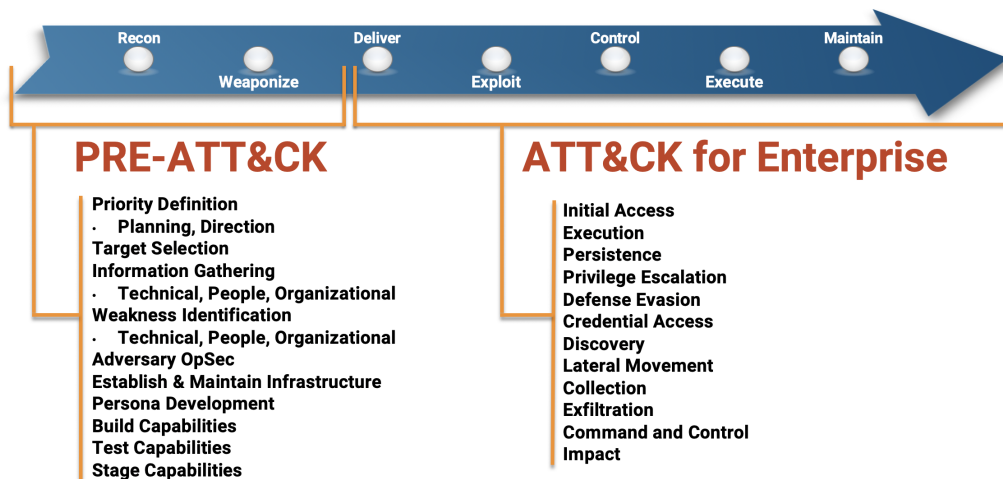 Recon
Weaponize
Deliver
Exploit
Control
Execute
Maintain
PRE-ATT&CK
Priority Definition
· Planning, Direction
Target Selection
Information Gathering
· Technical, People, Organizational
Weakness Identification
· Technical, People, Organizational
Adversary OpSec
Establish & Maintain Infrastructure
Persona Development
Build Capabilities
Test Capabilities
Stage Capabilities
ATT&CK for Enterprise
Initial Access
Execution
Persistence
Privilege Escalation
Defense Evasion
Credential Access
Discovery
Lateral Movement
Collection
Exfiltration
Command and Control
Impact